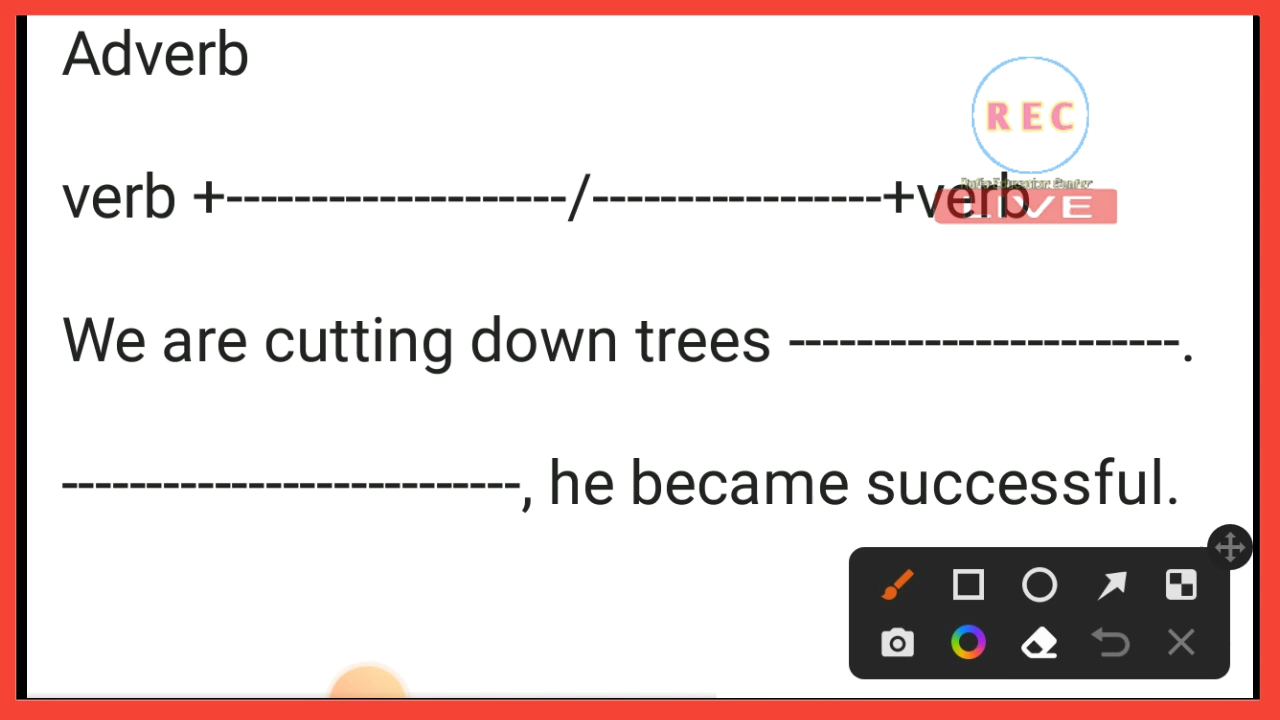 Adverb
R E C
verb +--------------------/-----------------+verb
LIVE
We are cutting down trees -----------------------.
---------------------------, he became successful.